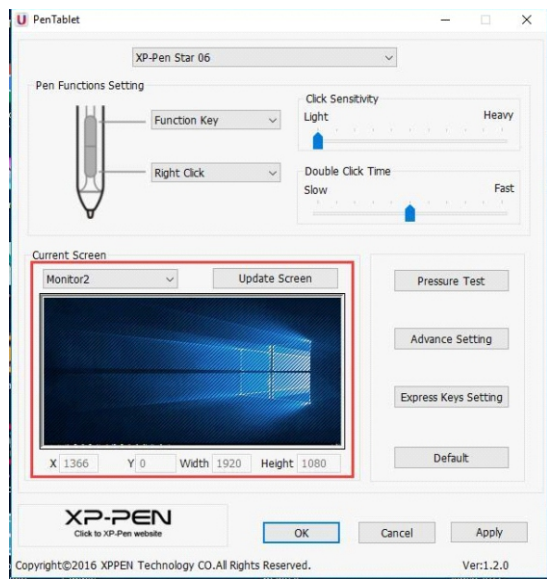 PenTablet
XP-Pen Star 06
Pen Functions Setting
Function Key
Right Click
Click Sensitivity
Light Heavy
Double Click Time
Slow Fast
Current Screen
Monitor2 Update Screen
X 1366 Y 0 Width 1920 Height 1080
Pressure Test
Advance Setting
Express Keys Setting
Default
XP-PEN
Click to XP-Pen website
OK Cancel Apply
Copyright©2016 XPPEN Technology CO.All Rights Reserved. Ver:1.2.0